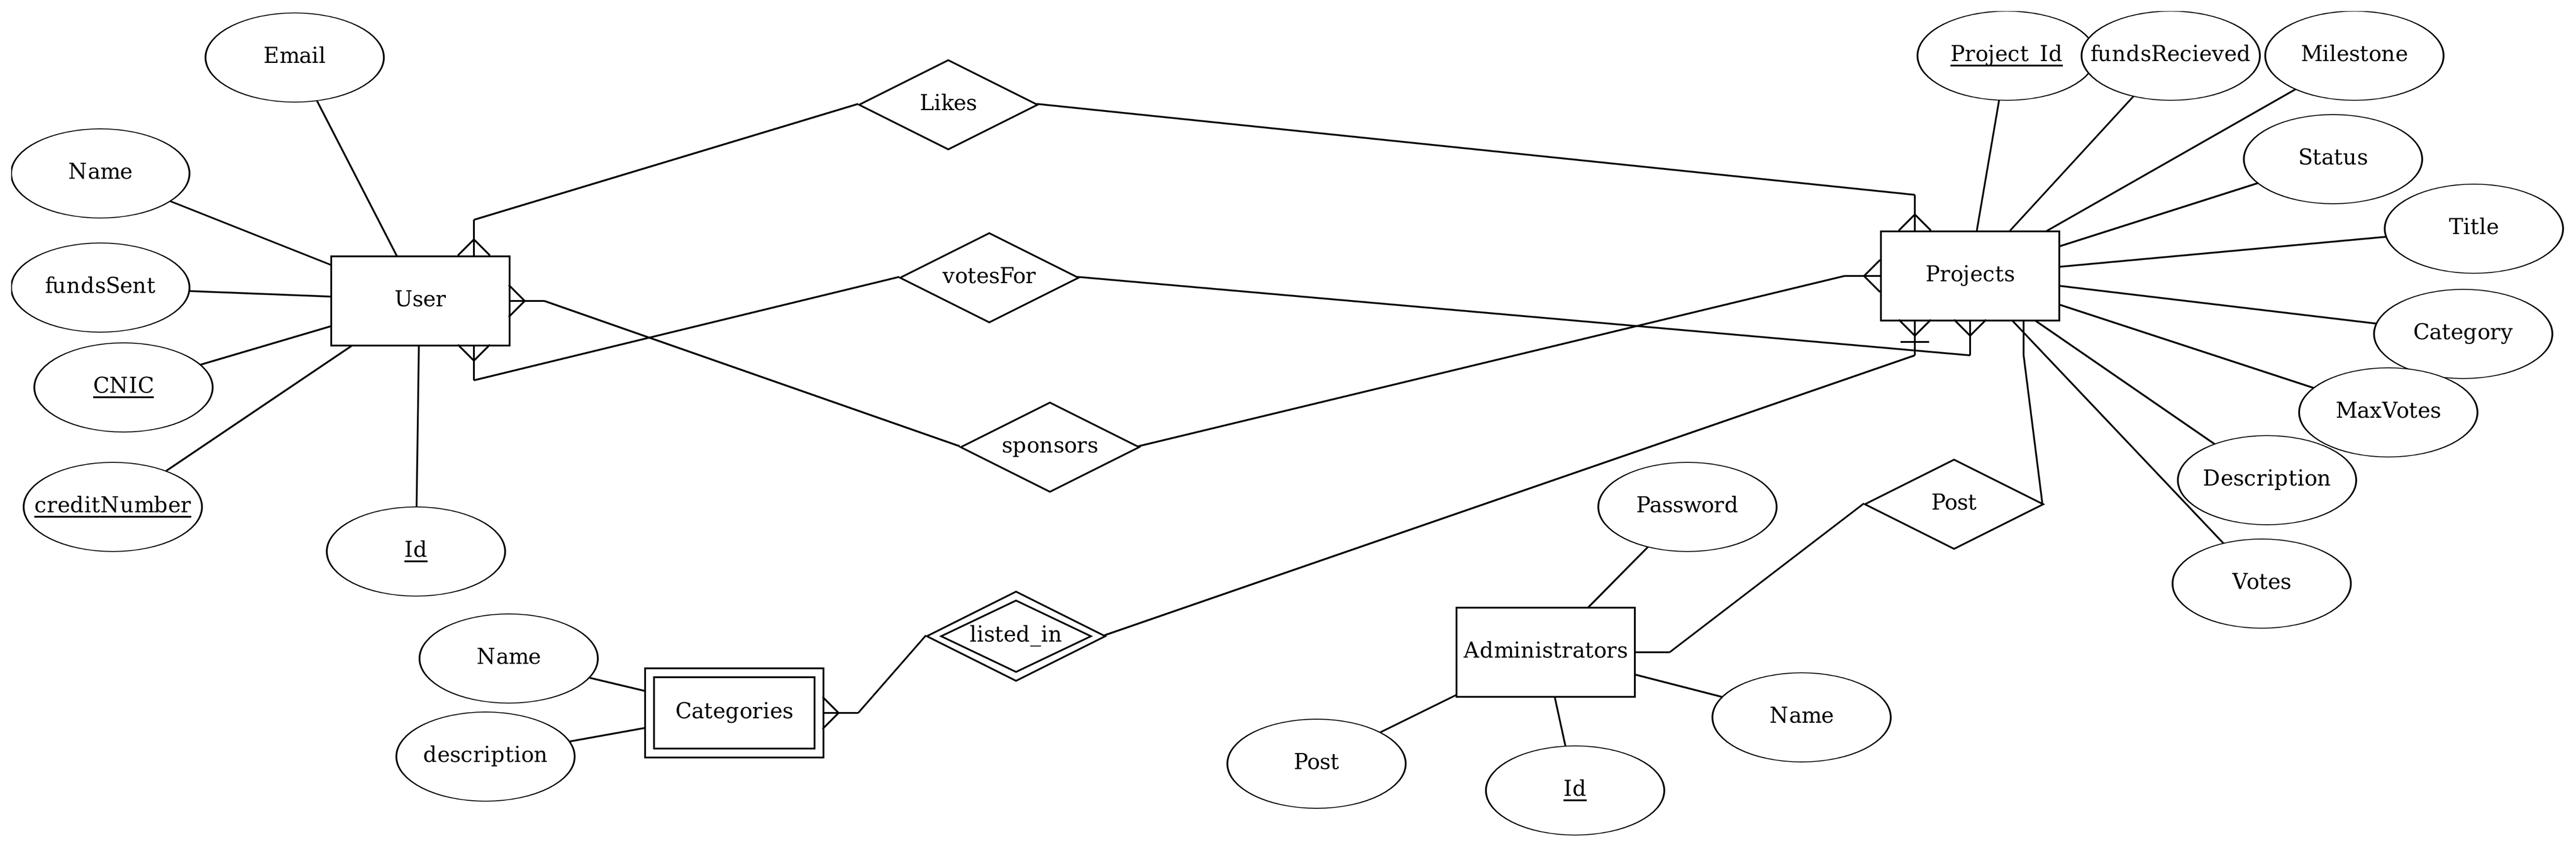 Email
Project_Id
fundsRecieved
Milestone
Likes
Status
Name
Title
votesFor
Projects
fundsSent
User
Category
CNIC
MaxVotes
sponsors
Description
creditNumber
Password
Post
Id
Votes
listed_in
Name
Administrators
Categories
Name
description
Post
Id